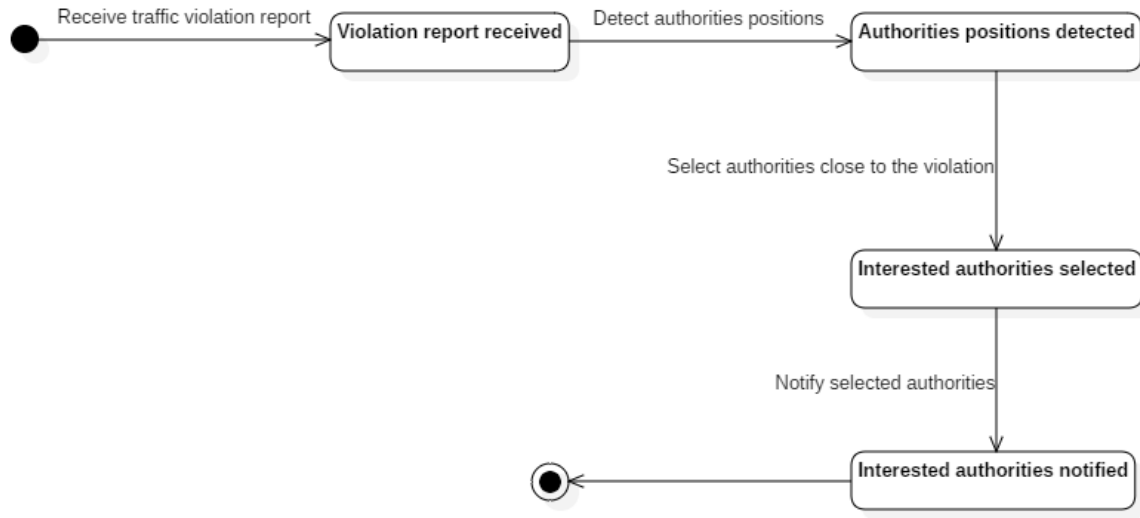 Receive traffic violation report
Violation report received
Detect authorities positions
Authorities positions detected
Select authorities close to the violation
Interested authorities selected
Notify selected authorities
Interested authorities notified